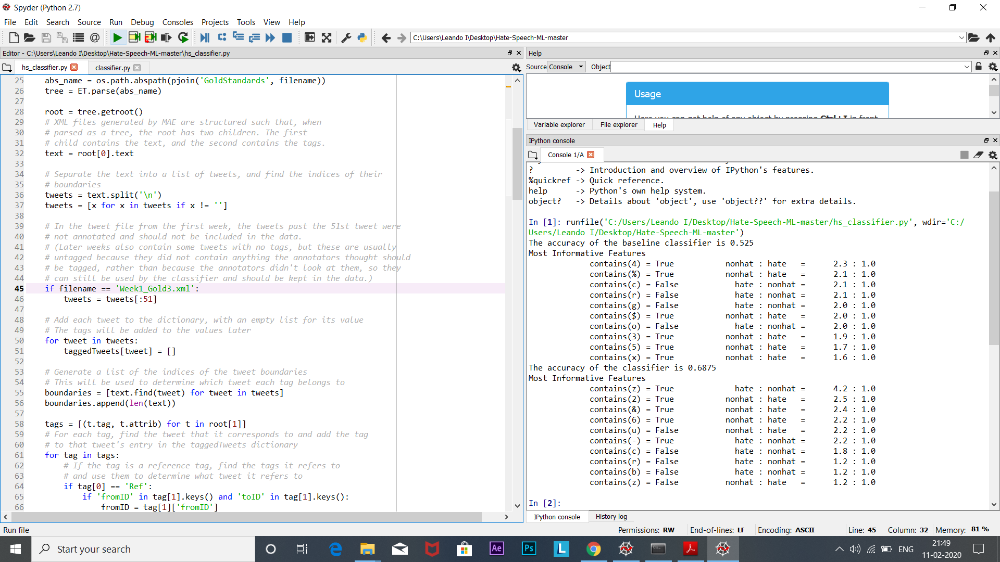 Spyder (Python 2.7)
File Edit Search Source Run Debug Consoles Projects Tools View Help
C:\Users\Leando I\Desktop\Hate-Speech-ML-master
Editor - C:\Users\Leando I\Desktop\Hate-Speech-ML-master\hs_classifier.py
hs_classifier.py classifier.py
25 abs_name = os.path.abspath(pjoin('GoldStandards', filename))
26 tree = ET.parse(abs_name)
27
28 root = tree.getroot()
29 # XML files generated by MAE are structured such that, when
30 # parsed as a tree, the root has two children. The first
31 # child contains the text, and the second contains the tags.
32 text = root[0].text
33
34 # Separate the text into a list of tweets, and find the indices of their
35 # boundaries
36 tweets = text.split('\n')
37 tweets = [x for x in tweets if x != '']
38
39 # In the tweet file from the first week, the tweets past the 51st tweet were
40 # not annotated and should not be included in the data.
41 # (Later weeks also contain some tweets with no tags, but these are usually
42 # untagged because they did not contain anything the annotators thought should
43 # be tagged, rather than because the annotators didn't look at them, so they
44 # can still be used by the classifier and should be kept in the data.)
45 if filename == 'Week1_Gold3.xml':
46 tweets = tweets[:51]
47
48 # Add each tweet to the dictionary, with an empty list for its value
49 # The tags will be added to the values later
50 for tweet in tweets:
51 taggedTweets[tweet] = []
52
53 # Generate a list of the indices of the tweet boundaries
54 # This will be used to determine which tweet each tag belongs to
55 boundaries = [text.find(tweet) for tweet in tweets]
56 boundaries.append(len(text))
57
58 tags = [(t.tag, t.attrib) for t in root[1]]
59 # For each tag, find the tweet that it corresponds to and add the tag
60 # to that tweet's entry in the taggedTweets dictionary
61 for tag in tags:
62 # If the tag is a reference tag, find the tags it refers to
63 # and use them to determine what tweet it refers to
64 if tag[0] == 'Ref':
65 if 'fromID' in tag[1].keys() and 'toID' in tag[1].keys():
66 fromID = tag[1]['fromID']
Help
Source Console Object
Usage
Here you can get help of any object by pressing Ctrl+I in front
Variable explorer File explorer Help
IPython console
Console 1/A
? -> Introduction and overview of IPython's features.
%quickref -> Quick reference.
help -> Python's own help system.
object? -> Details about 'object', use 'object??' for extra details.
In [1]: runfile('C:/Users/Leando I/Desktop/Hate-Speech-ML-master/hs_classifier.py', wdir='C:/
Users/Leando I/Desktop/Hate-Speech-ML-master')
The accuracy of the baseline classifier is 0.525
Most Informative Features
contains(4) = True nonhat : hate = 2.3 : 1.0
contains(%) = True nonhat : hate = 2.1 : 1.0
contains(c) = False hate : nonhat = 2.1 : 1.0
contains(r) = False hate : nonhat = 2.1 : 1.0
contains(g) = False hate : nonhat = 2.0 : 1.0
contains($) = True nonhat : hate = 2.0 : 1.0
contains(o) = False hate : nonhat = 2.0 : 1.0
contains(3) = True nonhat : hate = 1.9 : 1.0
contains(5) = True nonhat : hate = 1.7 : 1.0
contains(x) = True nonhat : hate = 1.6 : 1.0
The accuracy of the classifier is 0.6875
Most Informative Features
contains(z) = True hate : nonhat = 4.2 : 1.0
contains(2) = True nonhat : hate = 2.5 : 1.0
contains(&) = True nonhat : hate = 2.4 : 1.0
contains(6) = True nonhat : hate = 2.2 : 1.0
contains(u) = False nonhat : hate = 2.2 : 1.0
contains(-) = True hate : nonhat = 2.2 : 1.0
contains(c) = False hate : nonhat = 1.8 : 1.0
contains(r) = False hate : nonhat = 1.2 : 1.0
contains(b) = False hate : nonhat = 1.2 : 1.0
contains(z) = False nonhat : hate = 1.2 : 1.0
In [2]:
IPython console History log
Run file Permissions: RW End-of-lines: LF Encoding: ASCII Line: 45 Column: 32 Memory: 81 %
Start your search
Ae Ps L
ENG
21:49
11-02-2020